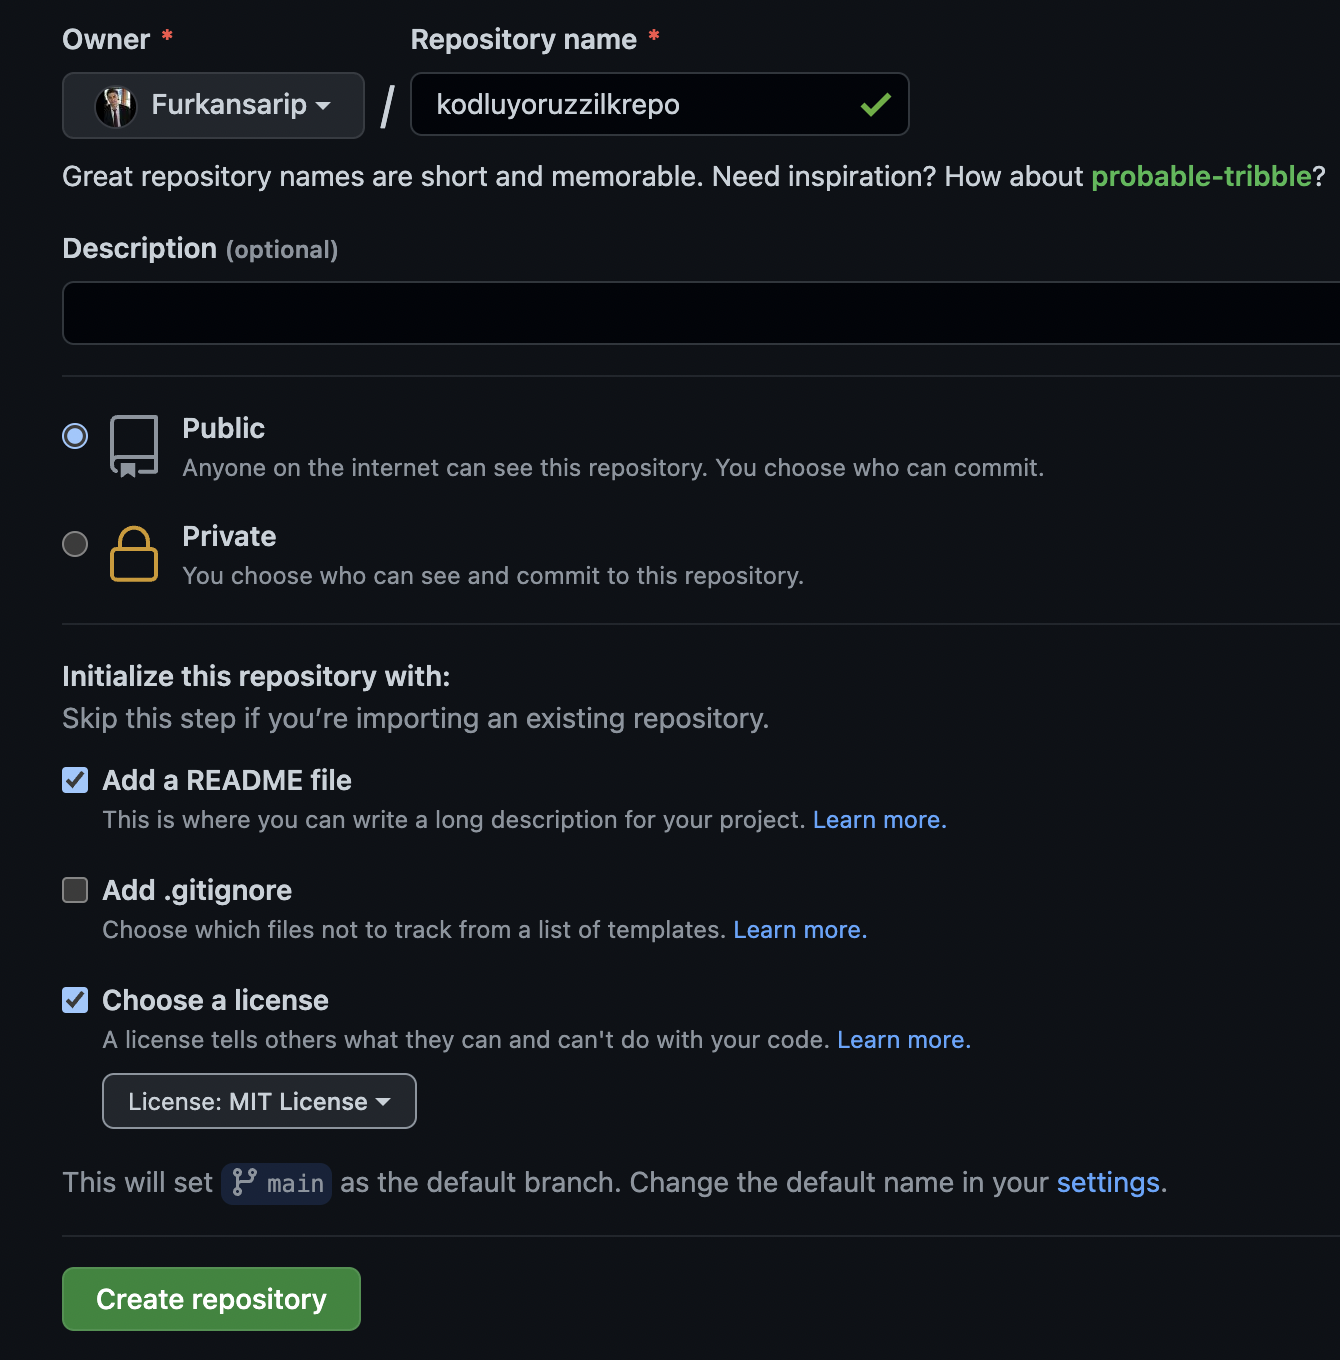 Owner *
Repository name *
Furkansarip
/
kodluyoruzzilkrepo
Great repository names are short and memorable. Need inspiration? How about probable-tribble?
Description (optional)
Public
Anyone on the internet can see this repository. You choose who can commit.
Private
You choose who can see and commit to this repository.
Initialize this repository with:
Skip this step if you’re importing an existing repository.
Add a README file
This is where you can write a long description for your project. Learn more.
Add .gitignore
Choose which files not to track from a list of templates. Learn more.
Choose a license
A license tells others what they can and can't do with your code. Learn more.
License: MIT License
This will set main as the default branch. Change the default name in your settings.
Create repository